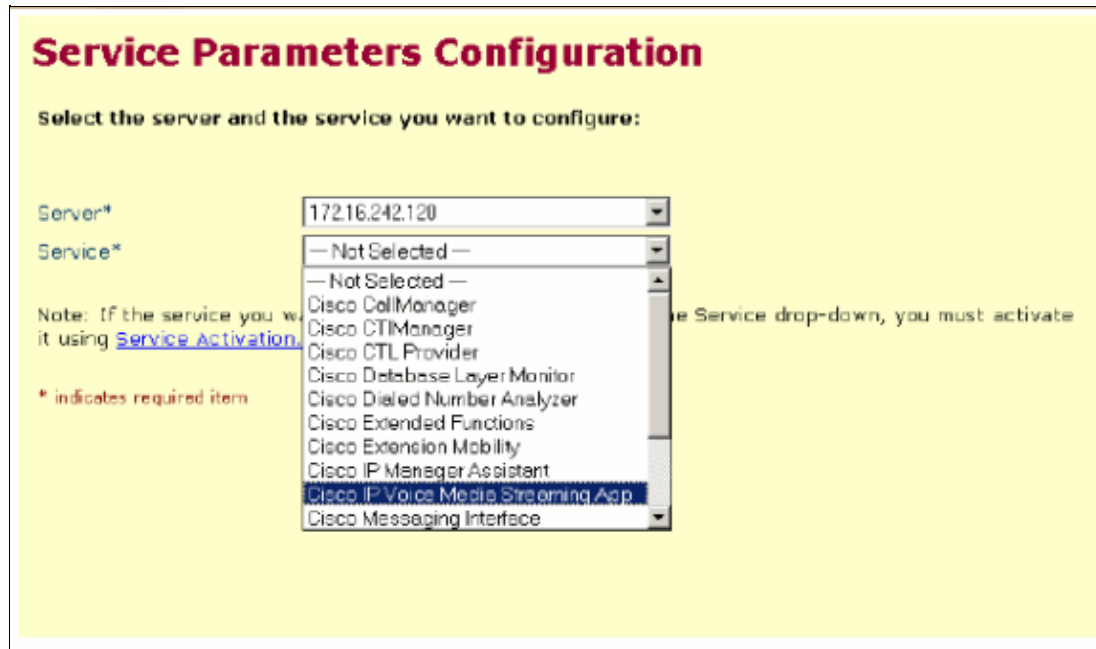 Service Parameters Configuration
Select the server and the service you want to configure:
Server* 172.16.242.120
Service* — Not Selected —
— Not Selected —
Cisco CallManager
Cisco CTIManager
Cisco CTL Provider
Cisco Database Layer Monitor
Cisco Dialed Number Analyzer
Cisco Extended Functions
Cisco Extension Mobility
Cisco IP Manager Assistant
Cisco IP Voice Media Streaming App
Cisco Messaging Interface
Note: If the service you w Service drop-down, you must activate
it using Service Activation.
* indicates required item